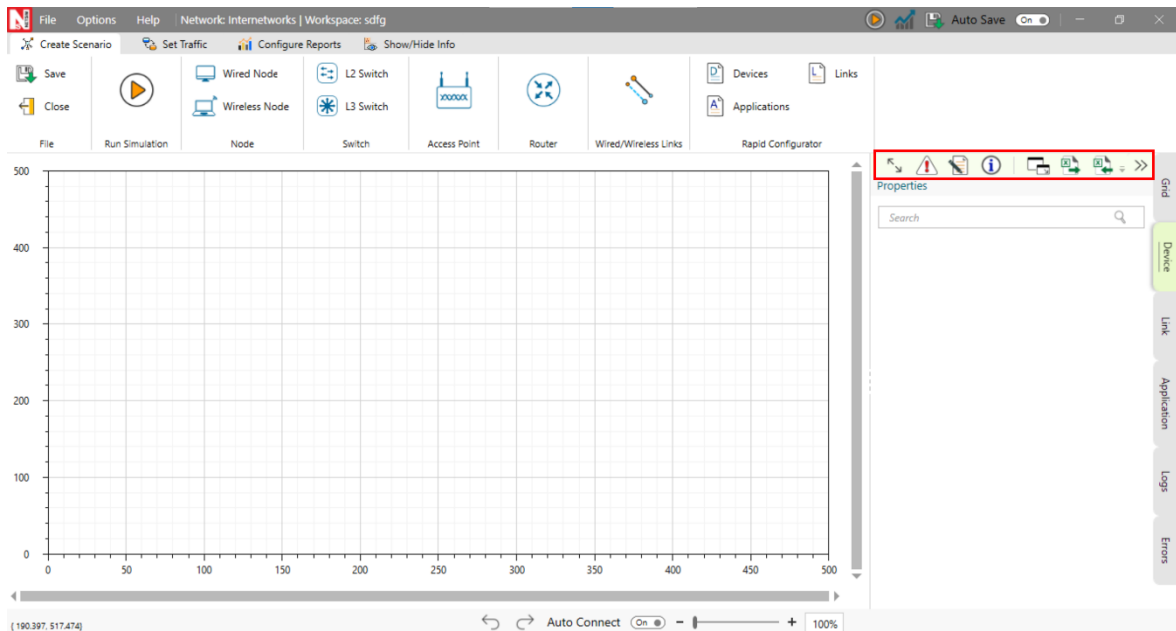 File Options Help Network: Internetworks | Workspace: sdfg Auto Save On
Create Scenario Set Traffic Configure Reports Show/Hide Info
Save Wired Node L2 Switch Devices Links
Close Wireless Node L3 Switch Applications
File Run Simulation Node Switch Access Point Router Wired/Wireless Links Rapid Configurator
Properties
Search
Grid
Device
Link
Application
Logs
Errors
500
400
300
200
100
0
0 50 100 150 200 250 300 350 400 450 500
( 190.397, 517.474) Auto Connect On 100%